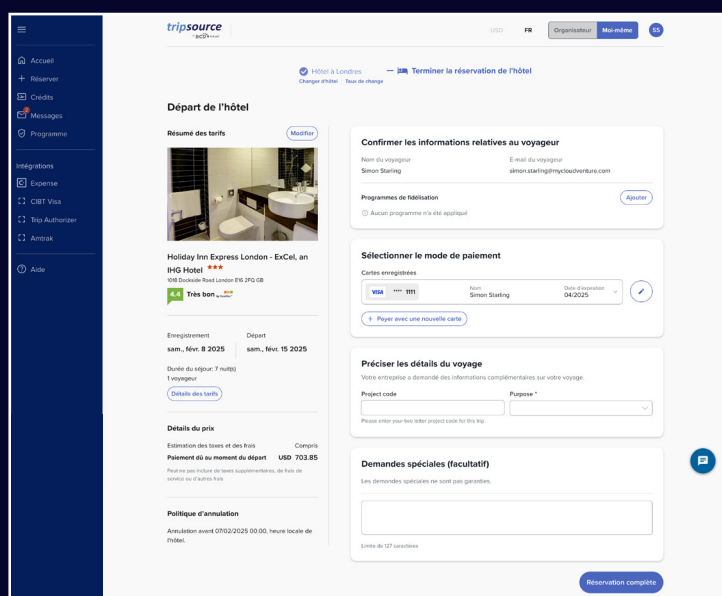 tripsource
BCD travel
USD
FR
Organisateur
Moi-même
SS
Accueil
Réserver
Crédits
2
Messages
Programme
Intégrations
Expense
CIBT Visa
Trip Authorizer
Amtrak
Aide
Hôtel à Londres
Terminer la réservation de l'hôtel
Changer d'hôtel
Taux de change
Départ de l'hôtel
Résumé des tarifs
Modifier
Holiday Inn Express London - ExCel, an
IHG Hotel ***
1018 Dockside Road London E16 2FQ GB
4.4 Très bon
Enregistrement
Départ
sam., févr. 8 2025
sam., févr. 15 2025
Durée du séjour: 7 nuit(s)
1 voyageur
Détails des tarifs
Détails du prix
Estimation des taxes et des frais
Compris
Paiement dû au moment du départ
USD 703.85
Peut ne pas inclure de taxes supplémentaires, de frais de
service ou d'autres frais
Politique d'annulation
Annulation avant 07/02/2025 00:00, heure locale de
l'hôtel.
Confirmer les informations relatives au voyageur
Nom du voyageur
E-mail du voyageur
Simon Starling
simon.starling@mycloudventure.com
Programmes de fidélisation
Ajouter
Aucun programme n'a été appliqué
Sélectionner le mode de paiement
Cartes enregistrées
VISA **** 1111
Nom
Simon Starling
Date d'expiration
04/2025
+ Payer avec une nouvelle carte
Préciser les détails du voyage
Votre entreprise a demandé des informations complémentaires sur votre voyage.
Project code
Purpose *
Please enter your two letter project code for this trip
Demandes spéciales (facultatif)
Les demandes spéciales ne sont pas garanties.
Limite de 127 caractères
Réservation complète